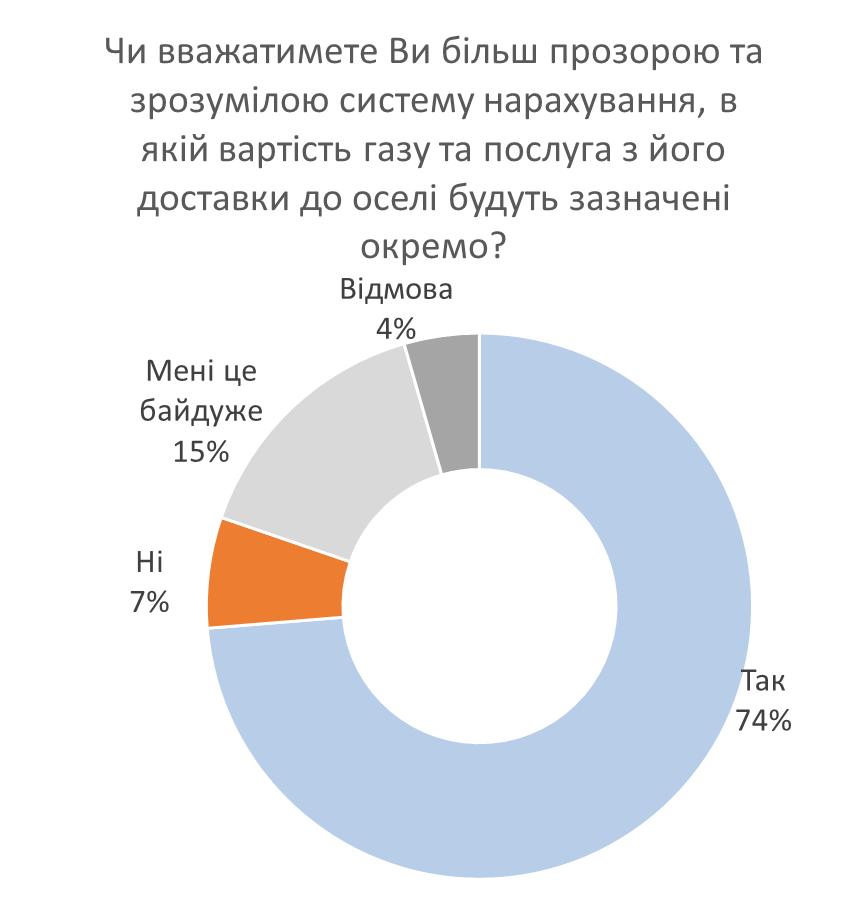 Чи вважатимете Ви більш прозорою та
зрозумілою систему нарахування, в
якій вартість газу та послуга з його
доставки до оселі будуть зазначені
окремо?
Відмова
4%
Мені це
байдуже
15%
Ні
7%
Так
74%